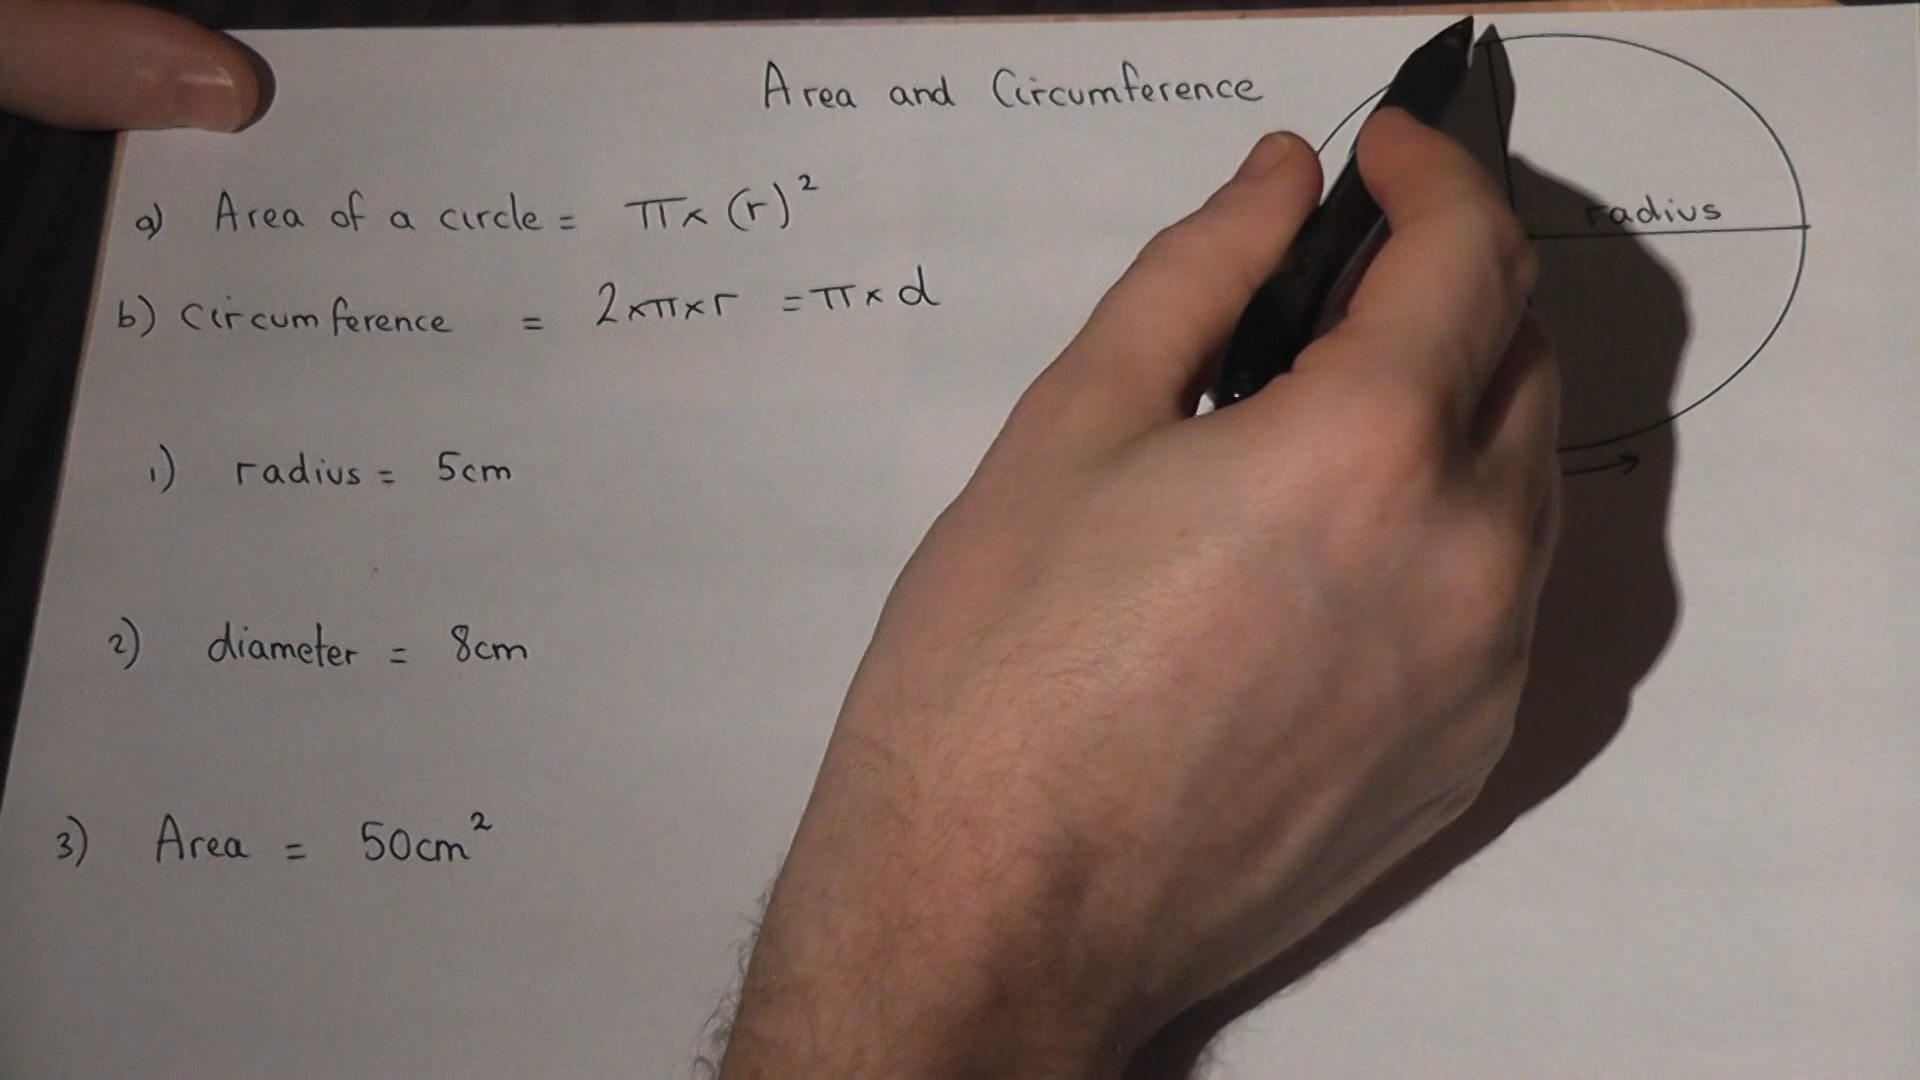 Area and Circumference
a) Area of a circle = π × (r)²
b) Circumference = 2×π×r = π × d
radius
1) radius = 5cm
2) diameter = 8cm
3) Area = 50cm²